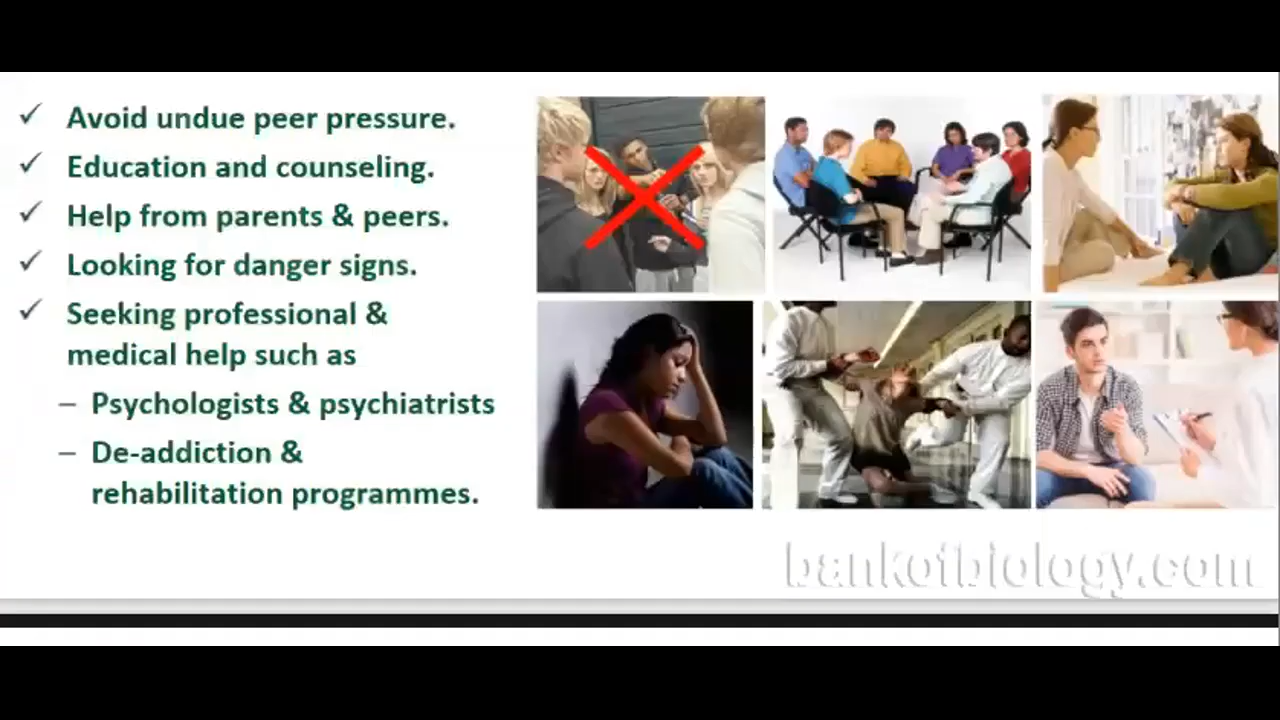 ✓ Avoid undue peer pressure.
✓ Education and counseling.
✓ Help from parents & peers.
✓ Looking for danger signs.
✓ Seeking professional &
medical help such as
– Psychologists & psychiatrists
– De-addiction &
rehabilitation programmes.
bankofbiology.com